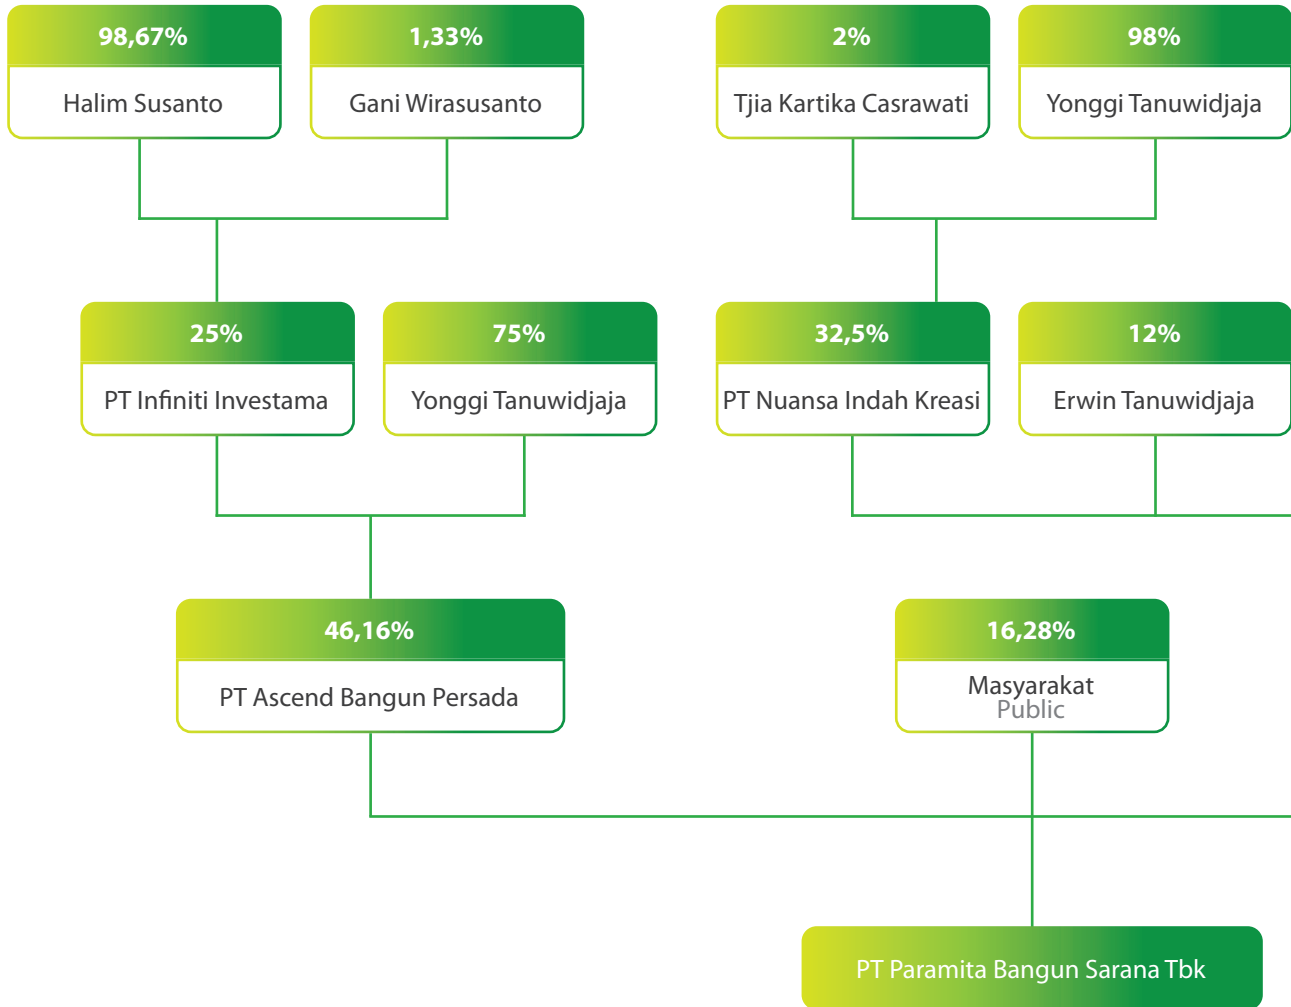 98,67%
Halim Susanto
1,33%
Gani Wirasusanto
2%
Tjia Kartika Casrawati
98%
Yonggi Tanuwidjaja
25%
PT Infiniti Investama
75%
Yonggi Tanuwidjaja
32,5%
PT Nuansa Indah Kreasi
12%
Erwin Tanuwidjaja
46,16%
PT Ascend Bangun Persada
16,28%
Masyarakat
Public
PT Paramita Bangun Sarana Tbk